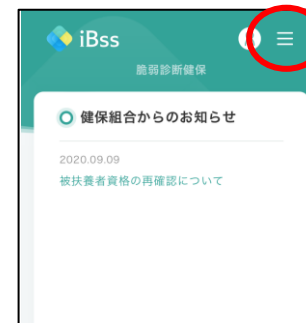 iBss
脆弱診断健保
健保組合からのお知らせ
2020.09.09
被扶養者資格の再確認について